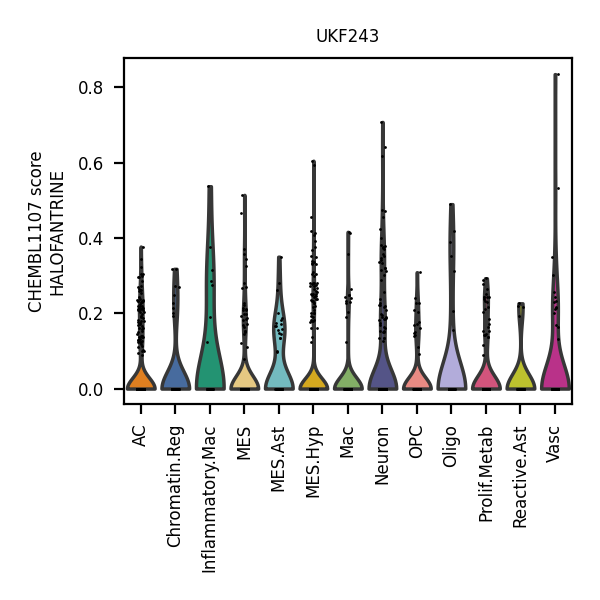 UKF243
CHEMBL1107 score
HALOFANTRINE
0.8
0.6
0.4
0.2
0.0
AC
Chromatin.Reg
Inflammatory.Mac
MES
MES.Ast
MES.Hyp
Mac
Neuron
OPC
Oligo
Prolif.Metab
Reactive.Ast
Vasc